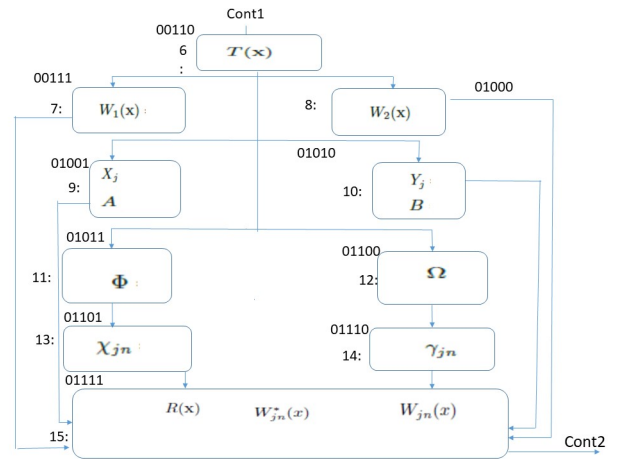 Cont1
00110
6
:
T(x)
00111
7:
W₁(x) :
8:
W₂(x)
01000
01001
9:
Xⱼ
A
01010
10:
Yⱼ :
B
01011
11:
Φ :
01100
12:
Ω
01101
13:
χⱼₙ :
01110
14:
γⱼₙ
01111
15:
R(x) W*ⱼₙ(x) Wⱼₙ(x)
Cont2